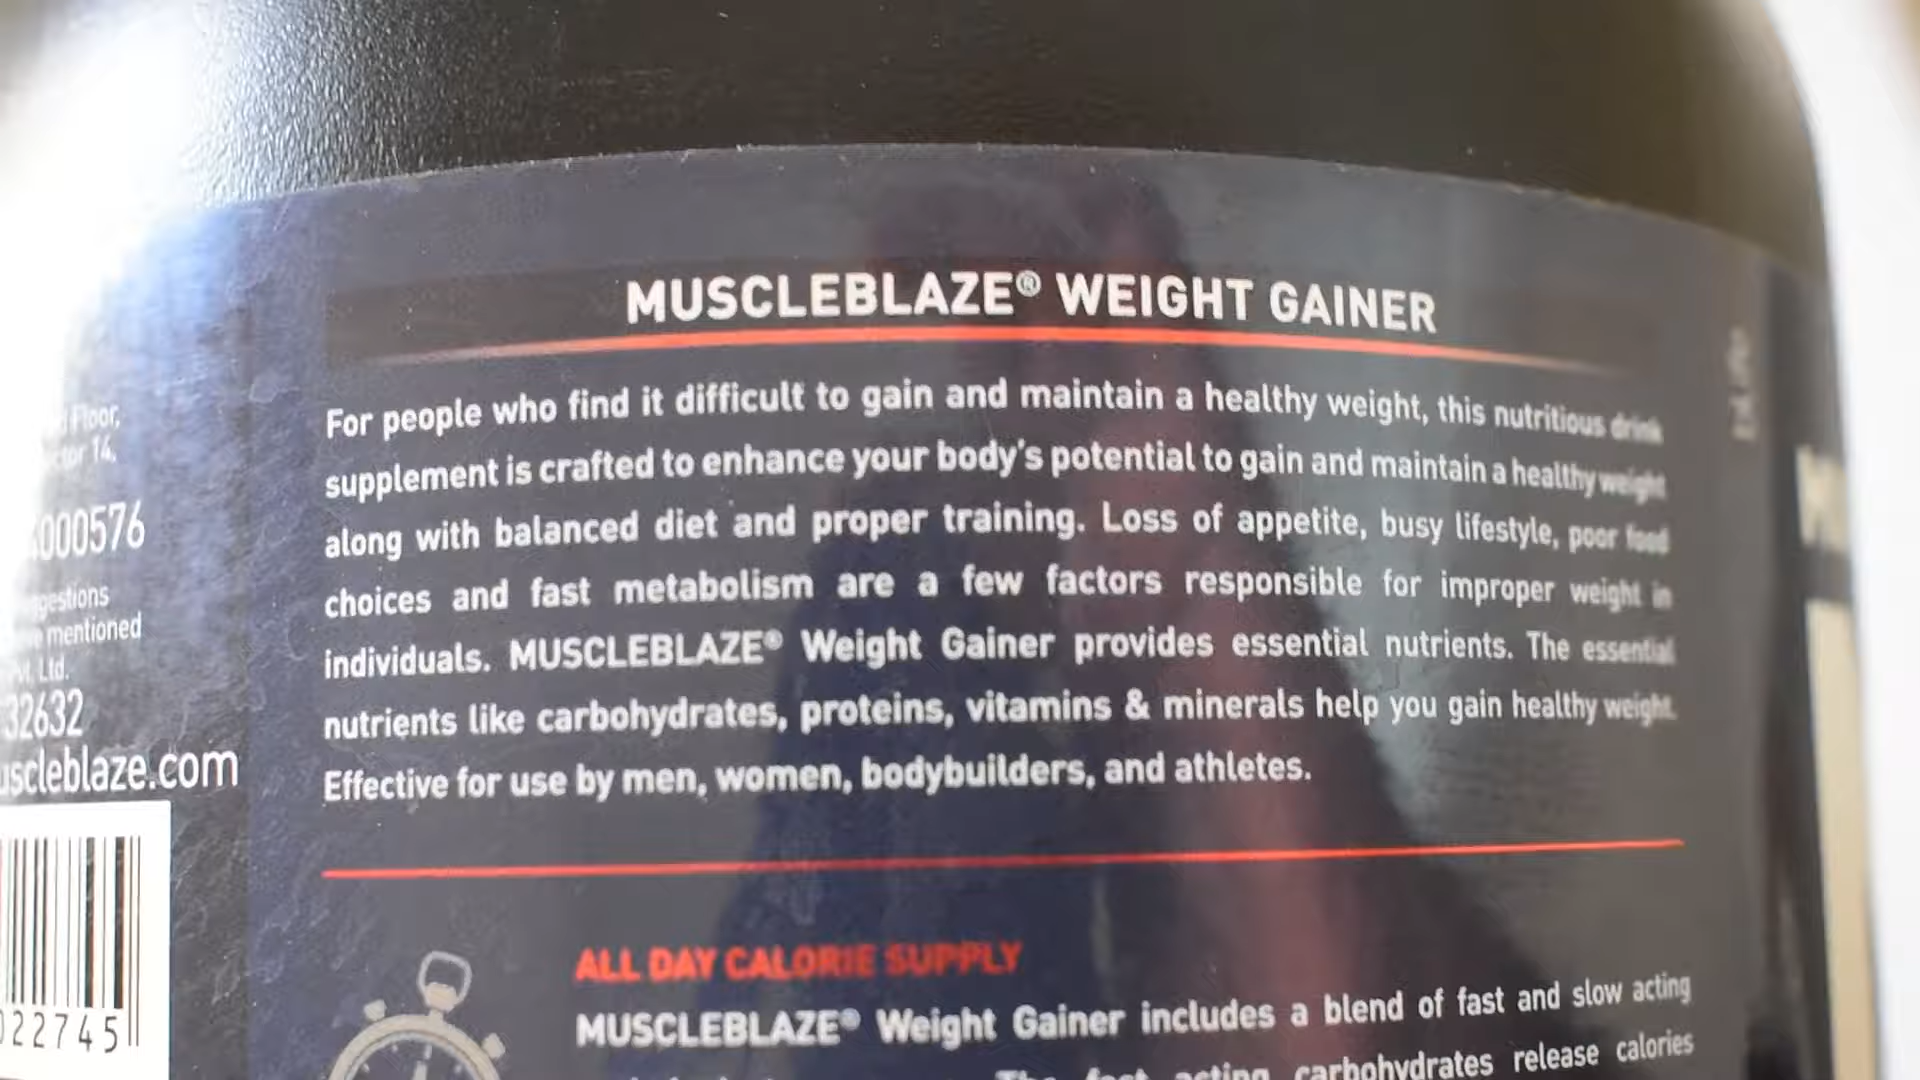 MUSCLEBLAZE® WEIGHT GAINER
For people who find it difficult to gain and maintain a healthy weight, this nutritious drink
supplement is crafted to enhance your body's potential to gain and maintain a healthy weight
along with balanced diet and proper training. Loss of appetite, busy lifestyle, poor food
choices and fast metabolism are a few factors responsible for improper weight in
individuals. MUSCLEBLAZE® Weight Gainer provides essential nutrients. The essential
nutrients like carbohydrates, proteins, vitamins & minerals help you gain healthy weight.
Effective for use by men, women, bodybuilders, and athletes.
ALL DAY CALORIE SUPPLY
MUSCLEBLAZE® Weight Gainer includes a blend of fast and slow acting
The fast acting carbohydrates release calories
Floor,
14,
000576
mentioned
Ltd.
32632
uscleblaze.com
022745